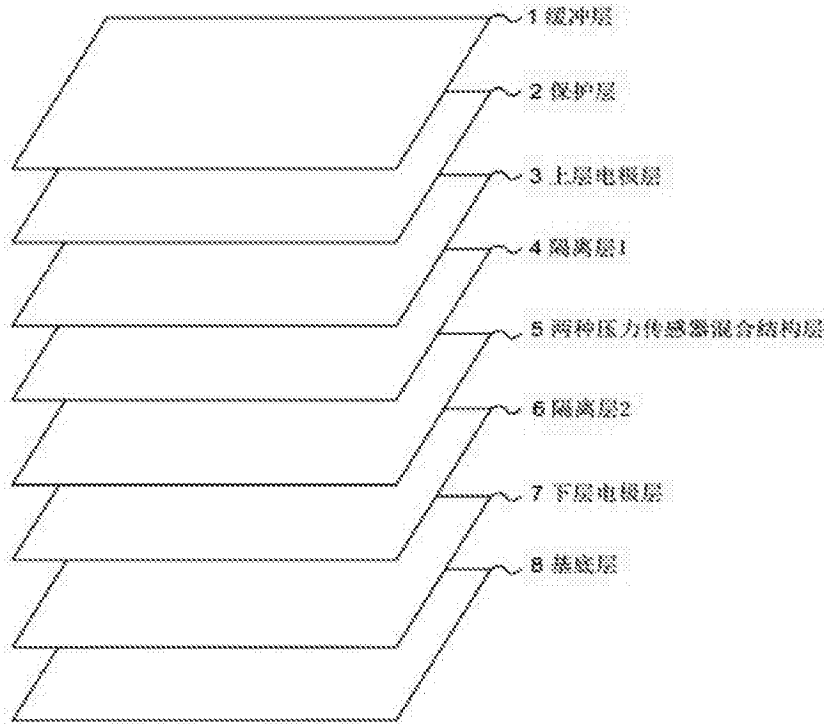 1 缓冲层
2 保护层
3 上层电极层
4 隔离层1
5 两种压力传感器混合结构层
6 隔离层2
7 下层电极层
8 基底层